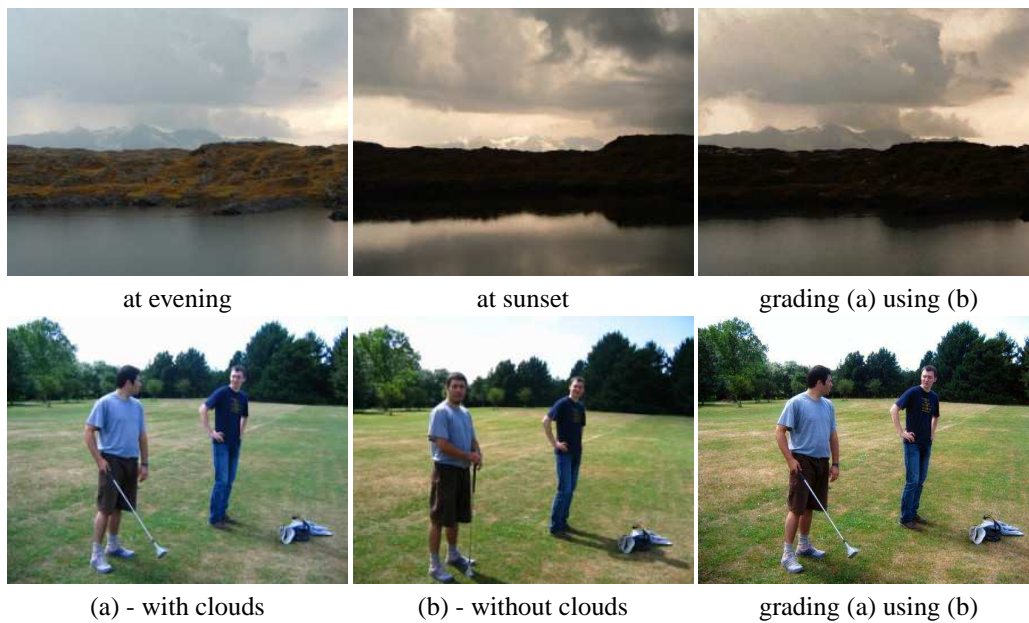 at evening
at sunset
grading (a) using (b)
(a) - with clouds
(b) - without clouds
grading (a) using (b)